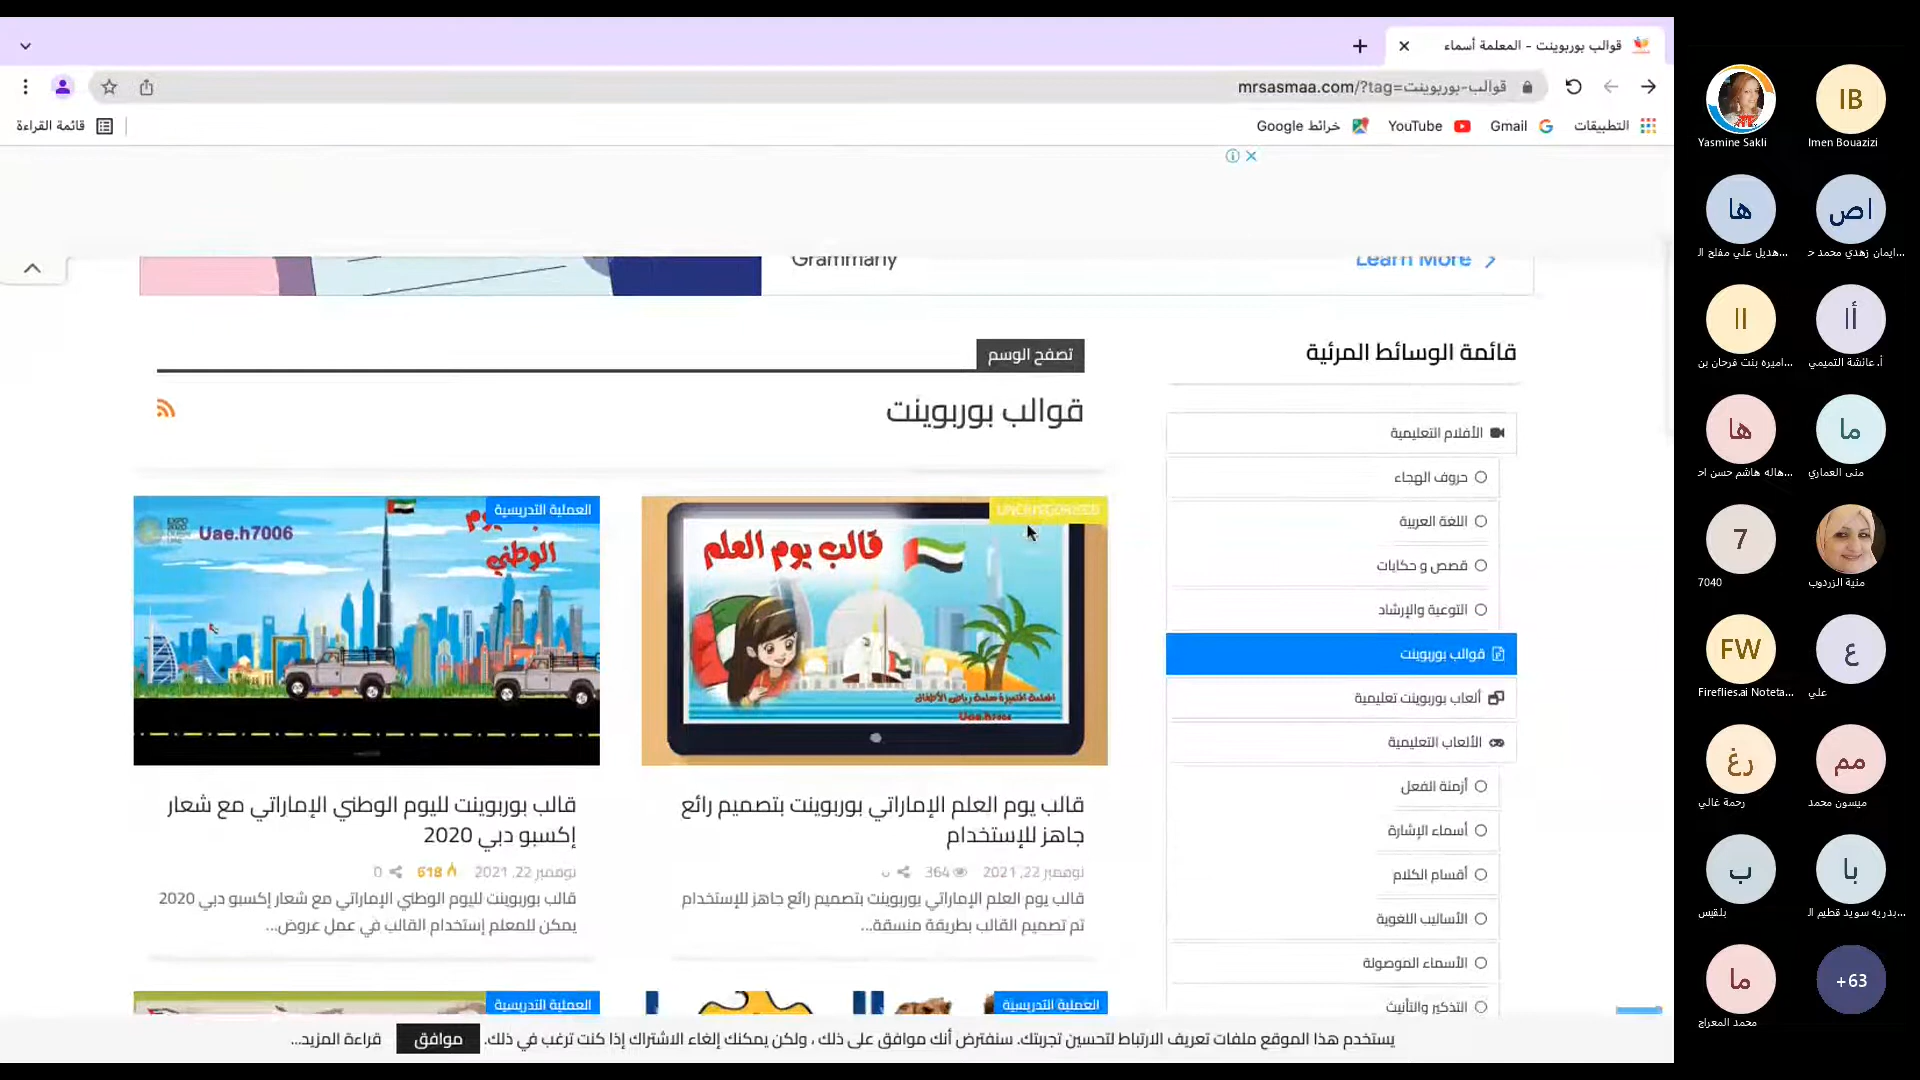 قوالب بوربوينت - المعلمة أسماء
mrsasmaa.com/?tag=قوالب-بوربوينت
التطبيقات
Gmail
YouTube
خرائط Google
قائمة القراءة
Grammarly
Learn More
تصفح الوسم
قوالب بوربوينت
العملية التدريسية
Uae.h7006
يوم
الوطني
EXPO
2020
قالب بوربوينت لليوم الوطني الإماراتي مع شعار
إكسبو دبي 2020
نوفمبر 22, 2021 618 0
قالب بوربوينت لليوم الوطني الإماراتي مع شعار إكسبو دبي 2020
يمكن للمعلم إستخدام القالب في عمل عروض...
UNCATEGORIZED
قالب يوم العلم
Uae.h7006
قالب يوم العلم الإماراتي بوربوينت بتصميم رائع
جاهز للإستخدام
نوفمبر 22, 2021 364
قالب يوم العلم الإماراتي بوربوينت بتصميم رائع جاهز للإستخدام
تم تصميم القالب بطريقة منسقة...
العملية التدريسية
العملية التدريسية
قائمة الوسائط المرئية
الأفلام التعليمية
حروف الهجاء
اللغة العربية
قصص و حكايات
التوعية والإرشاد
قوالب بوربوينت
ألعاب بوربوينت تعليمية
الألعاب التعليمية
أزمنة الفعل
أسماء الإشارة
أقسام الكلام
الأساليب اللغوية
الأسماء الموصولة
التذكير والتأنيث
يستخدم هذا الموقع ملفات تعريف الارتباط لتحسين تجربتك. سنفترض أنك موافق على ذلك ، ولكن يمكنك إلغاء الاشتراك إذا كنت ترغب في ذلك. موافق قراءة المزيد...
Yasmine Sakli
IB
Imen Bouazizi
ها
هديل علي مفلح ال...
اص
ايمان زهدي محمد ح...
اا
اميره بنت فرحان بن...
أا
أ. عائشة التميمي
ها
هاله هاشم حسن اح...
ما
منى العماري
7
7040
منية الزردوب
FW
Fireflies.ai Noteta...
ع
علي
رغ
رحمة غالي
مم
ميسون محمد
ب
بلقيس
با
بدريه سويد قطيم ال...
ما
محمد المعراج
+63